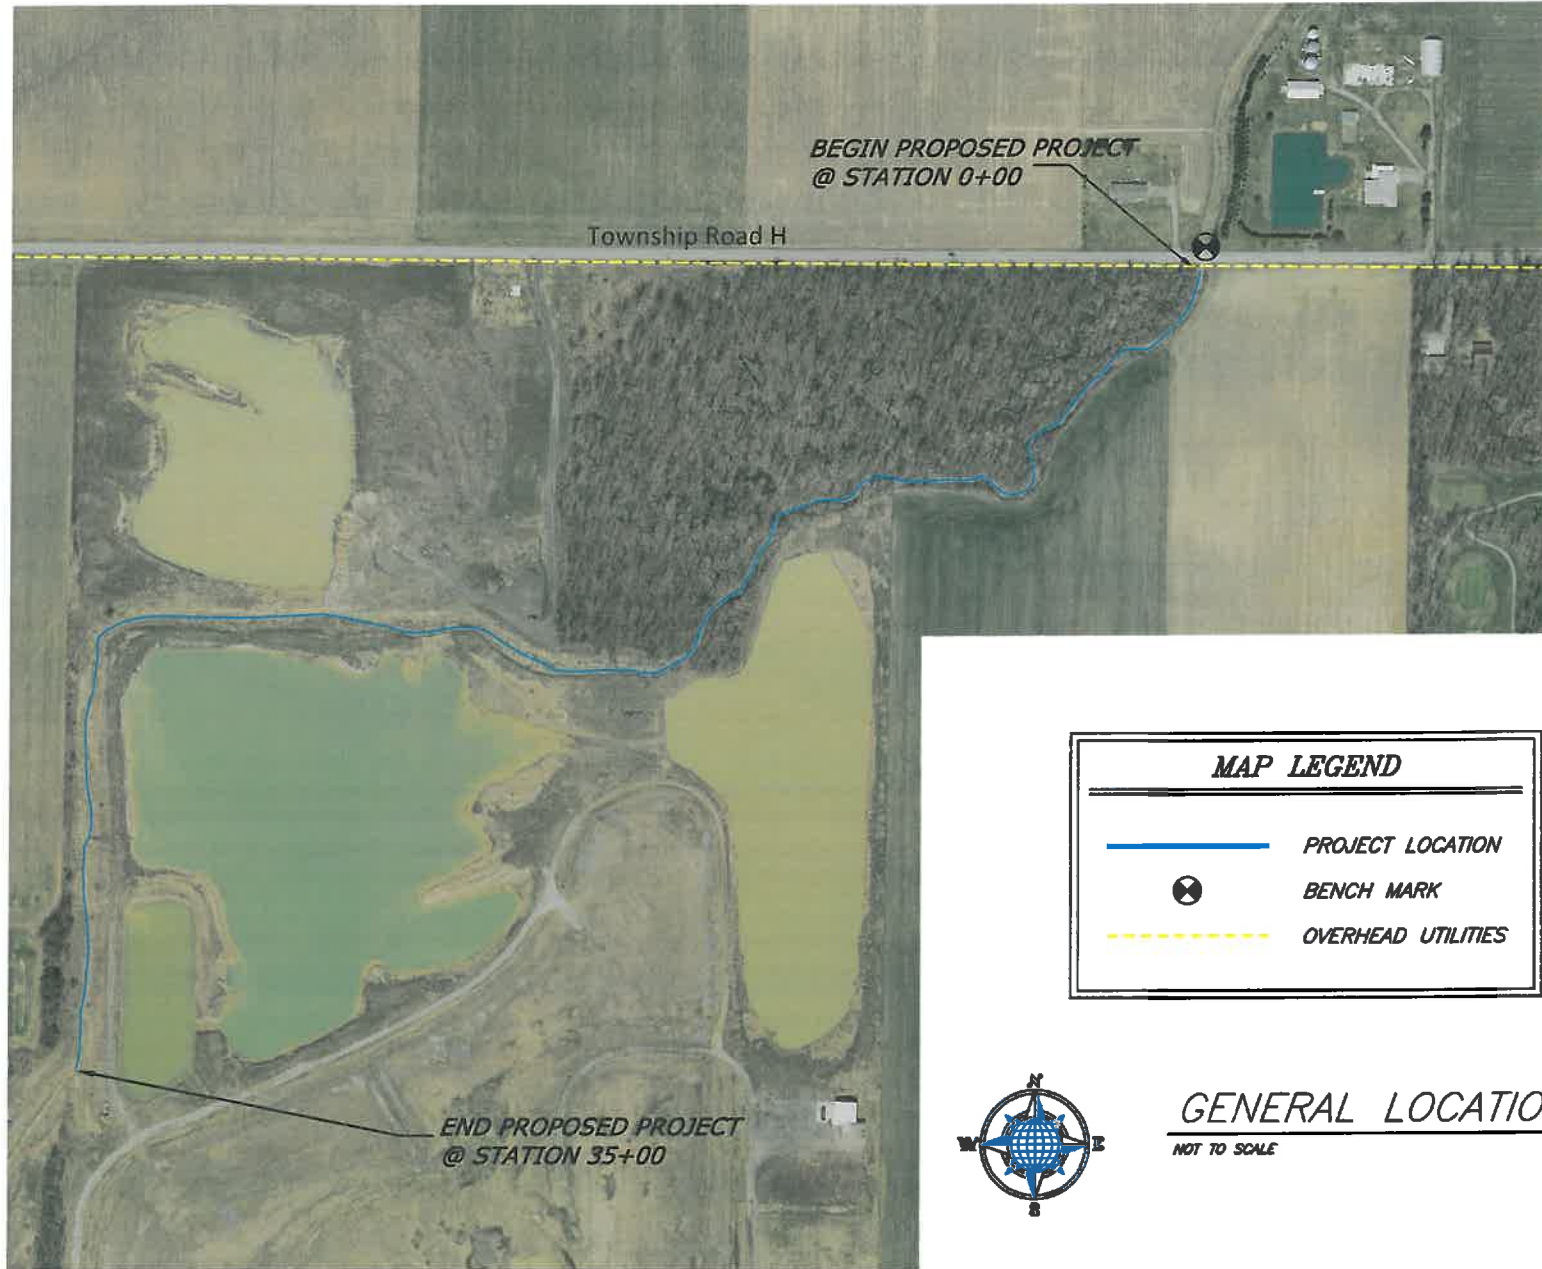 BEGIN PROPOSED PROJECT
@ STATION 0+00
Township Road H
MAP LEGEND
PROJECT LOCATION
BENCH MARK
OVERHEAD UTILITIES
END PROPOSED PROJECT
@ STATION 35+00
N
W E
S
GENERAL LOCATIO
NOT TO SCALE